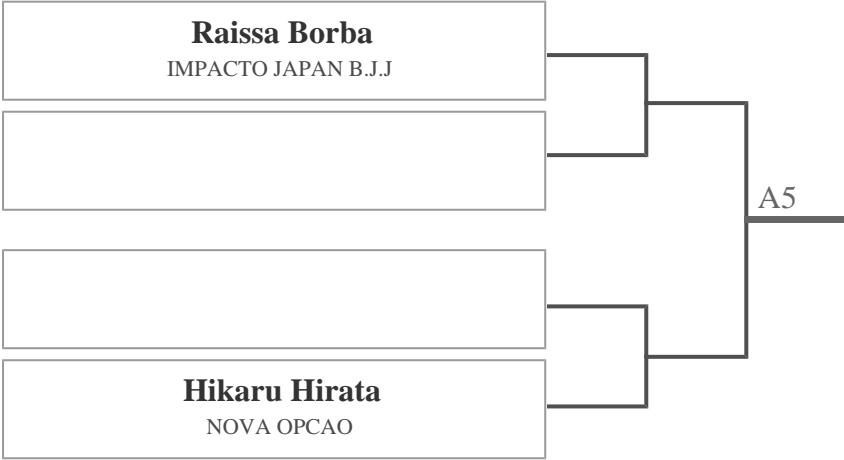 Raissa Borba
IMPACTO JAPAN B.J.J
A5
Hikaru Hirata
NOVA OPCAO